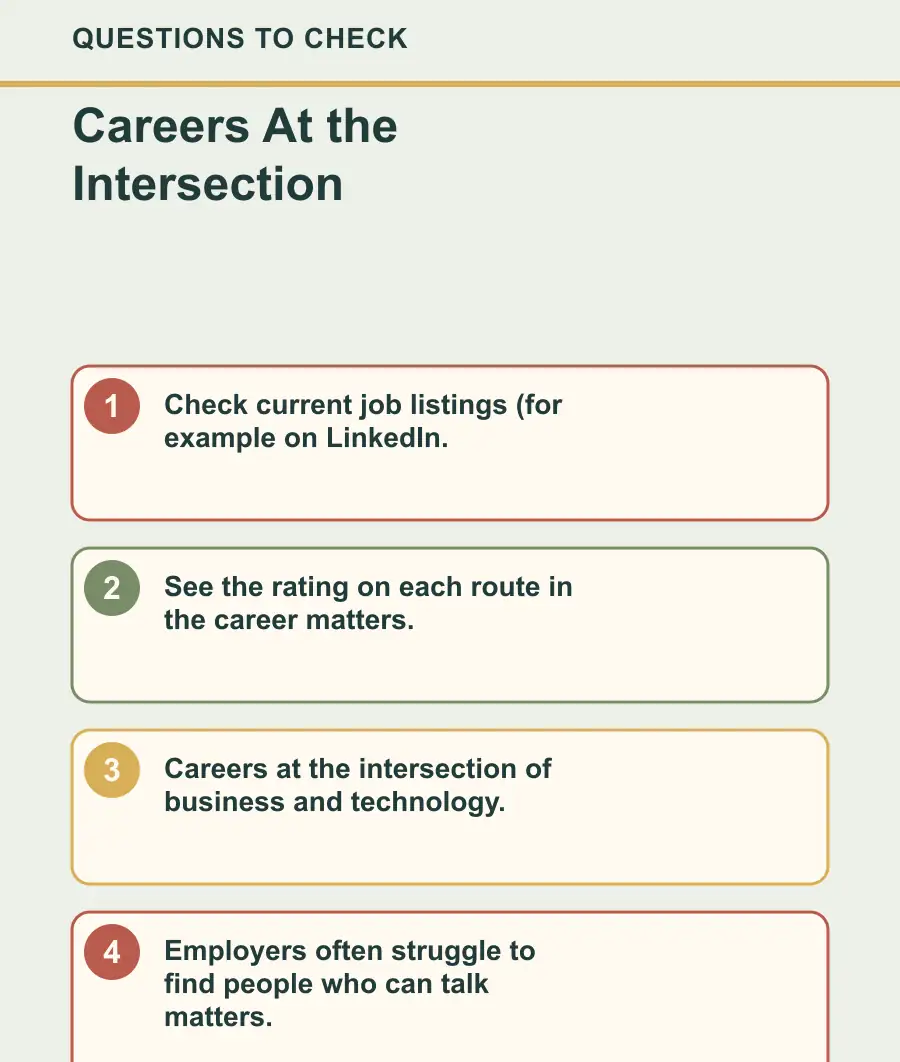 QUESTIONS TO CHECK
Careers At the
Intersection
1
Check current job listings (for
example on LinkedIn.
2
See the rating on each route in
the career matters.
3
Careers at the intersection of
business and technology.
4
Employers often struggle to
find people who can talk
matters.